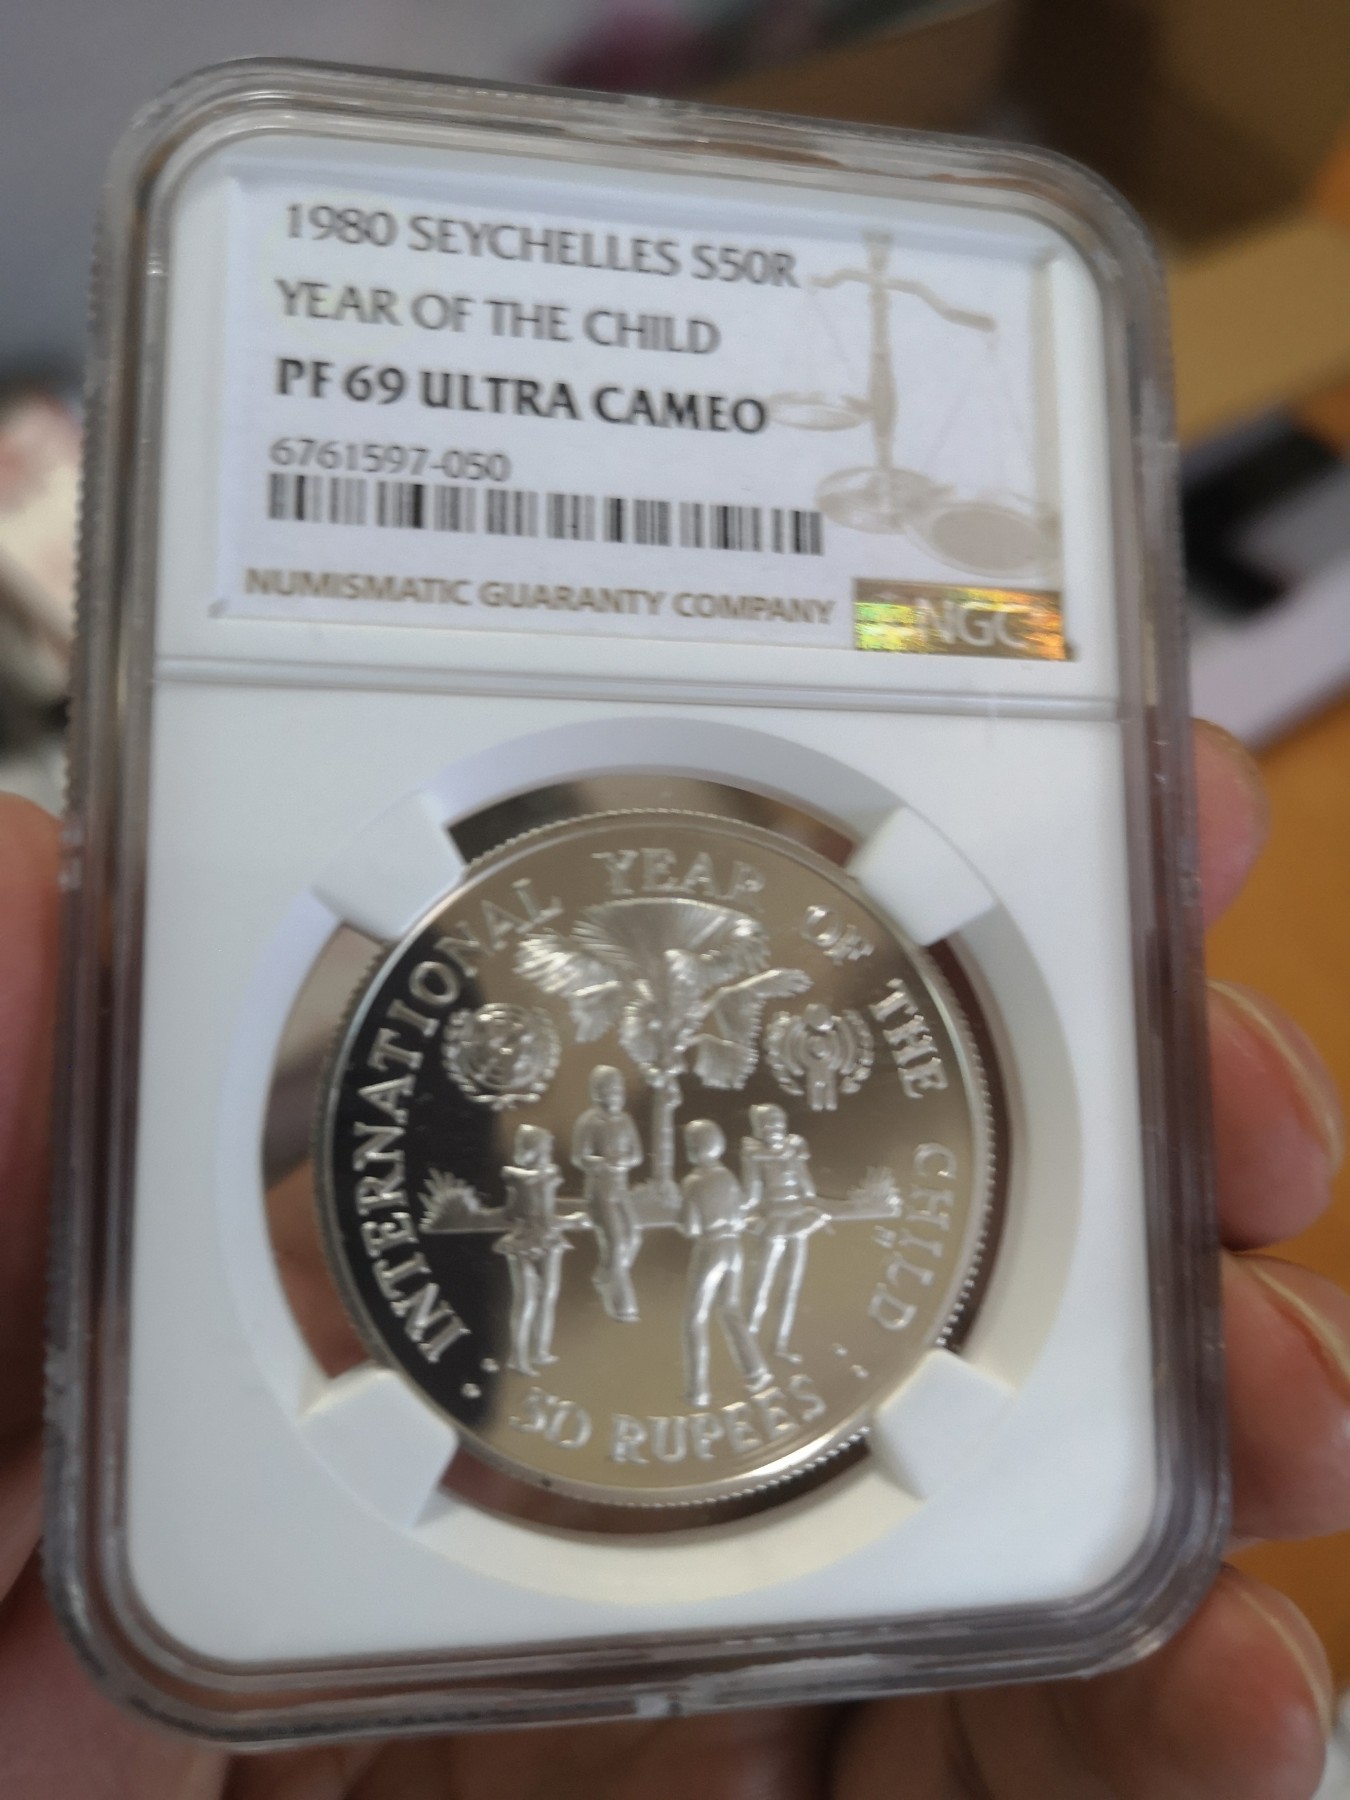 1980 SEYCHELLES S50R
YEAR OF THE CHILD
PF 69 ULTRA CAMEO
6761597-050
NUMISMATIC GUARANTY COMPANY
NGC
INTERNATIONAL YEAR OF THE CHILD
50 RUPEES